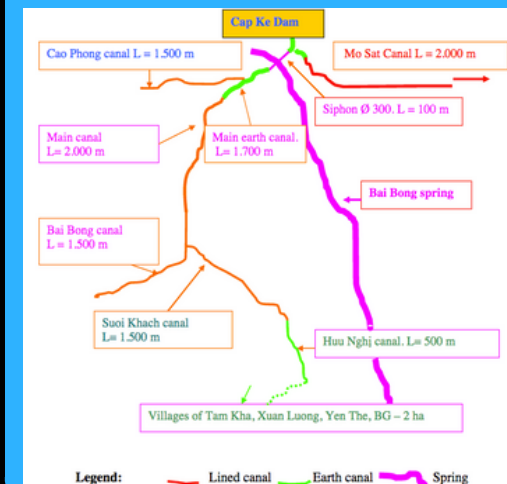 Cap Ke Dam
Cao Phong canal L = 1.500 m
Mo Sat Canal L = 2.000 m
Siphon Ø 300. L = 100 m
Main canal
L= 2.000 m
Main earth canal.
L= 1.700 m
Bai Bong spring
Bai Bong canal
L = 1.500 m
Suoi Khach canal
L= 1.500 m
Huu Nghị canal. L= 500 m
Villages of Tam Kha, Xuan Luong, Yen The, BG – 2 ha
Legend: Lined canal Earth canal Spring